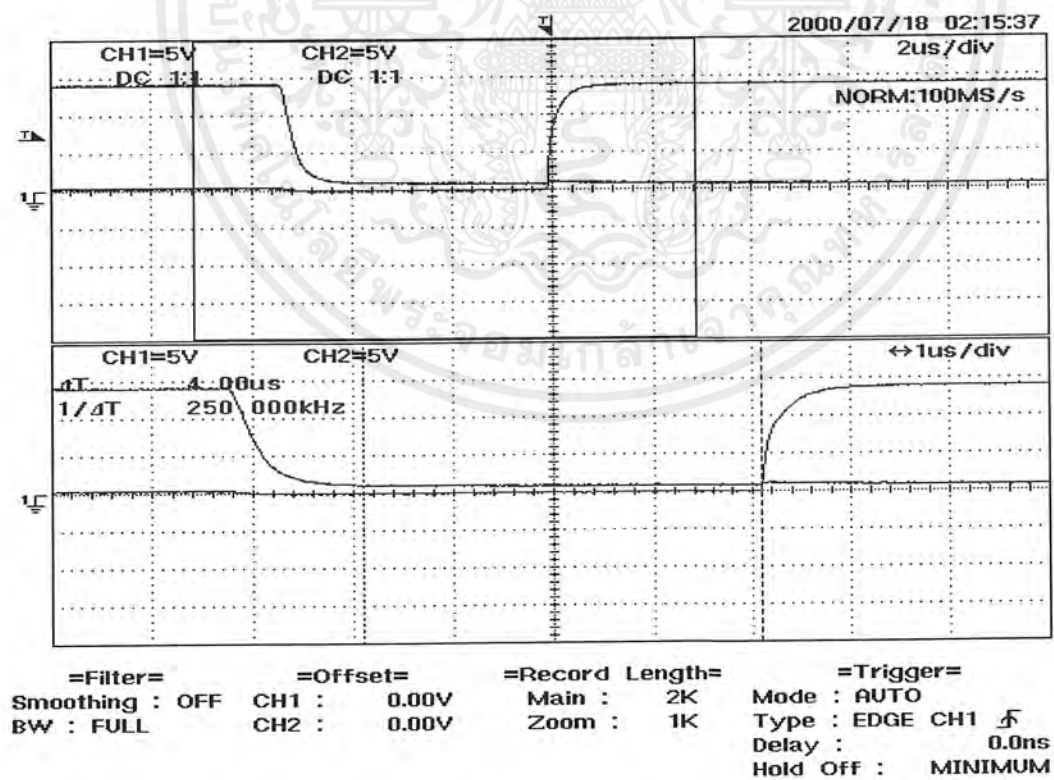 2000/07/18 02:15:37
CH1=5V CH2=5V 2us/div
DC 1:1 DC 1:1
NORM:100MS/s
T
T
1
CH1=5V CH2=5V ↔1us/div
⊿T 4.00us
1/⊿T 250.000kHz
1
=Filter= =Offset= =Record Length= =Trigger=
Smoothing : OFF CH1 : 0.00V Main : 2K Mode : AUTO
BW : FULL CH2 : 0.00V Zoom : 1K Type : EDGE CH1
Delay : 0.0ns
Hold Off : MINIMUM